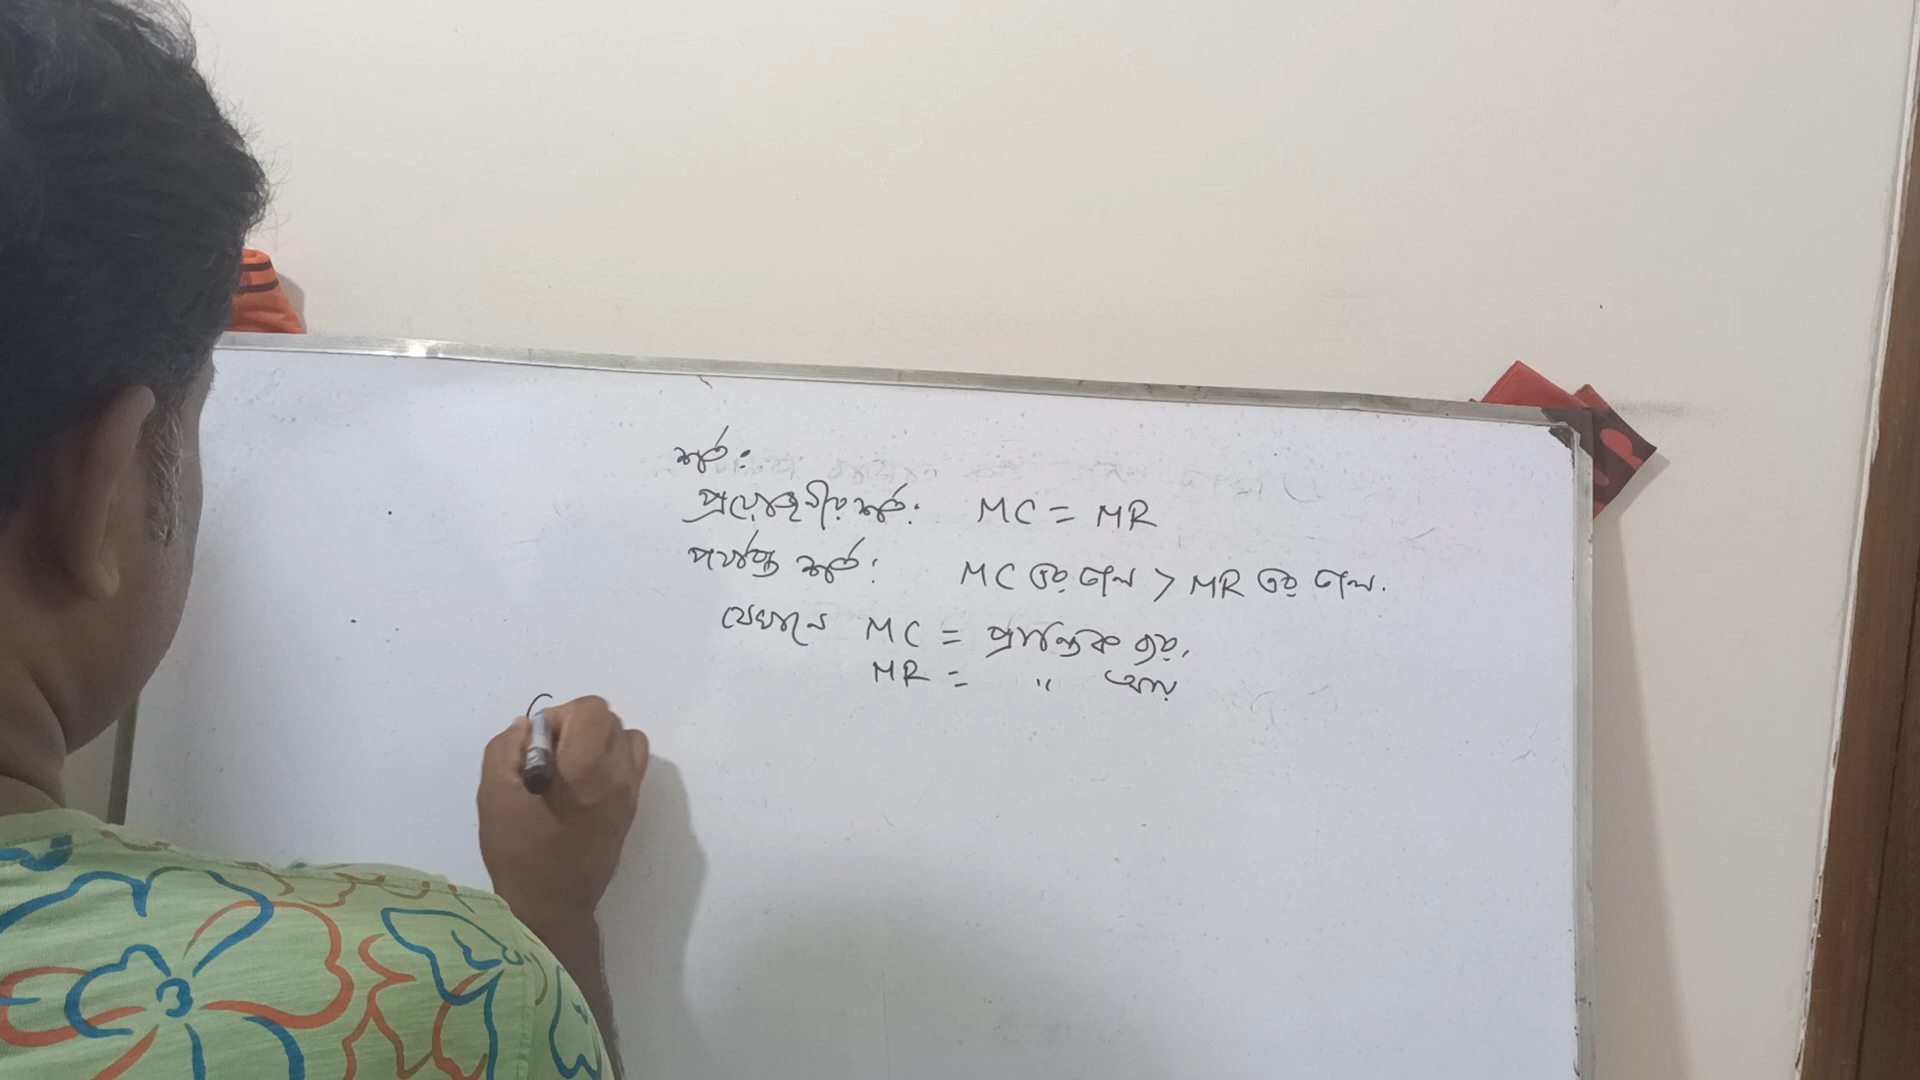 শর্ত:
প্রয়োজনীয় শর্ত: MC = MR
পর্যাপ্ত শর্ত: MC এর ঢাল > MR এর ঢাল.
যেখানে MC = প্রান্তিক ব্যয়,
MR = " আয়